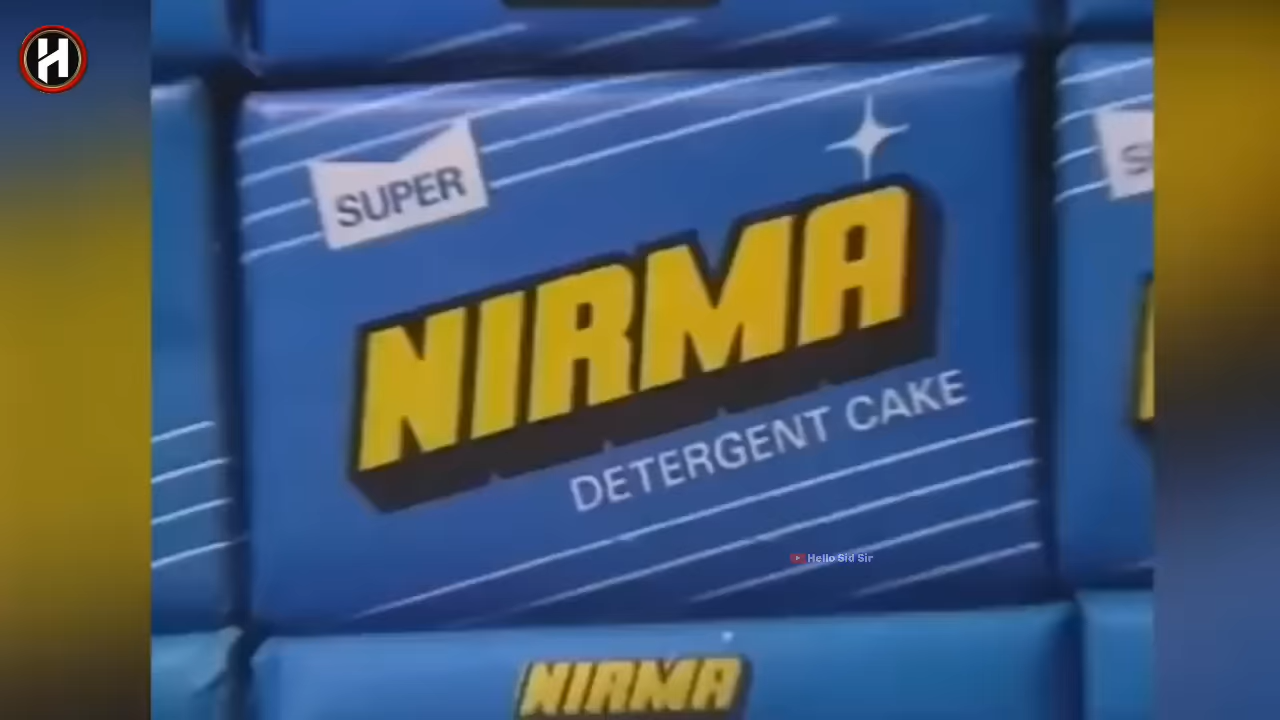 H
SUPER
NIRMA
DETERGENT CAKE
Hello Sid Sir
NIRMA